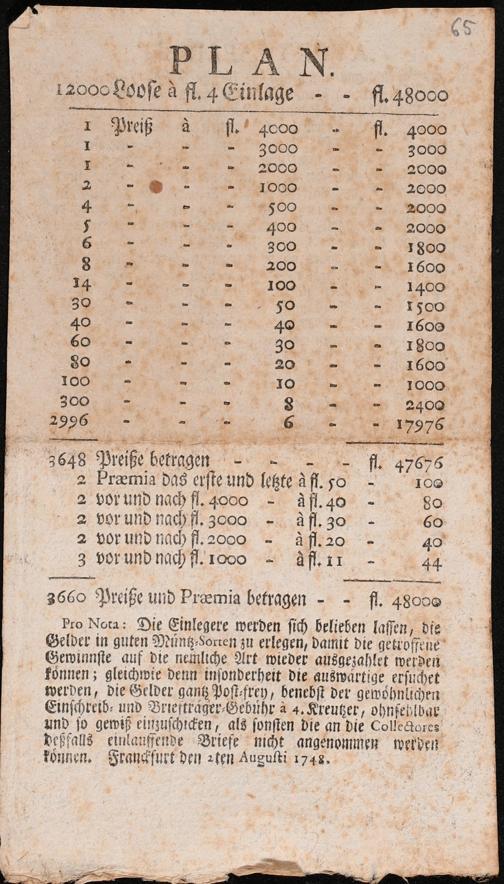 65
PLAN.
12000 Loose à fl. 4 Einlage - - fl. 48000
1 Preiß à fl. 4000 - fl. 4000
1 - - - 3000 - - 3000
1 - - - 2000 - - 2000
2 - - - 1000 - - 2000
4 - - - 500 - - 2000
5 - - - 400 - - 2000
6 - - - 300 - - 1800
8 - - - 200 - - 1600
14 - - - 100 - - 1400
30 - - - 50 - - 1500
40 - - - 40 - - 1600
60 - - - 30 - - 1800
80 - - - 20 - - 1600
100 - - - 10 - - 1000
300 - - - 8 - - 2400
2996 - - - 6 - - 17976
3648 Preiße betragen - - - - fl. 47676
2 Præmia das erste und letzte à fl. 50 - 100
2 vor und nach fl. 4000 - à fl. 40 - 80
2 vor und nach fl. 3000 - à fl. 30 - 60
2 vor und nach fl. 2000 - à fl. 20 - 40
3 vor und nach fl. 1000 - à fl. 11 - 44
3660 Preiße und Præmia betragen - - fl. 48000
Pro Nota: Die Einlegere werden sich belieben lassen, die
Gelder in guten Müntz-Sorten zu erlegen, damit die getroffene
Gewinnste auf die nemliche Art wieder ausgezahlet werden
können; gleichwie denn insonderheit die auswärtige ersuchet
werden, die Gelder gantz Post-frey, benebst der gewöhnlichen
Einschreib- und Briefträger-Gebühr à 4. Kreutzer, ohnfehlbar
und so gewiß einzuschicken, als sonsten die an die Collectores
deßfalls einlauffende Briefe nicht angenommen werden
können. Franckfurt den 2ten Augusti 1748.